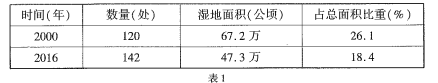 时间(年) 数量(处) 湿地面积(公顷) 占总面积比重(%)
2000 120 67.2 万 26.1
2016 142 47.3 万 18.4
表1